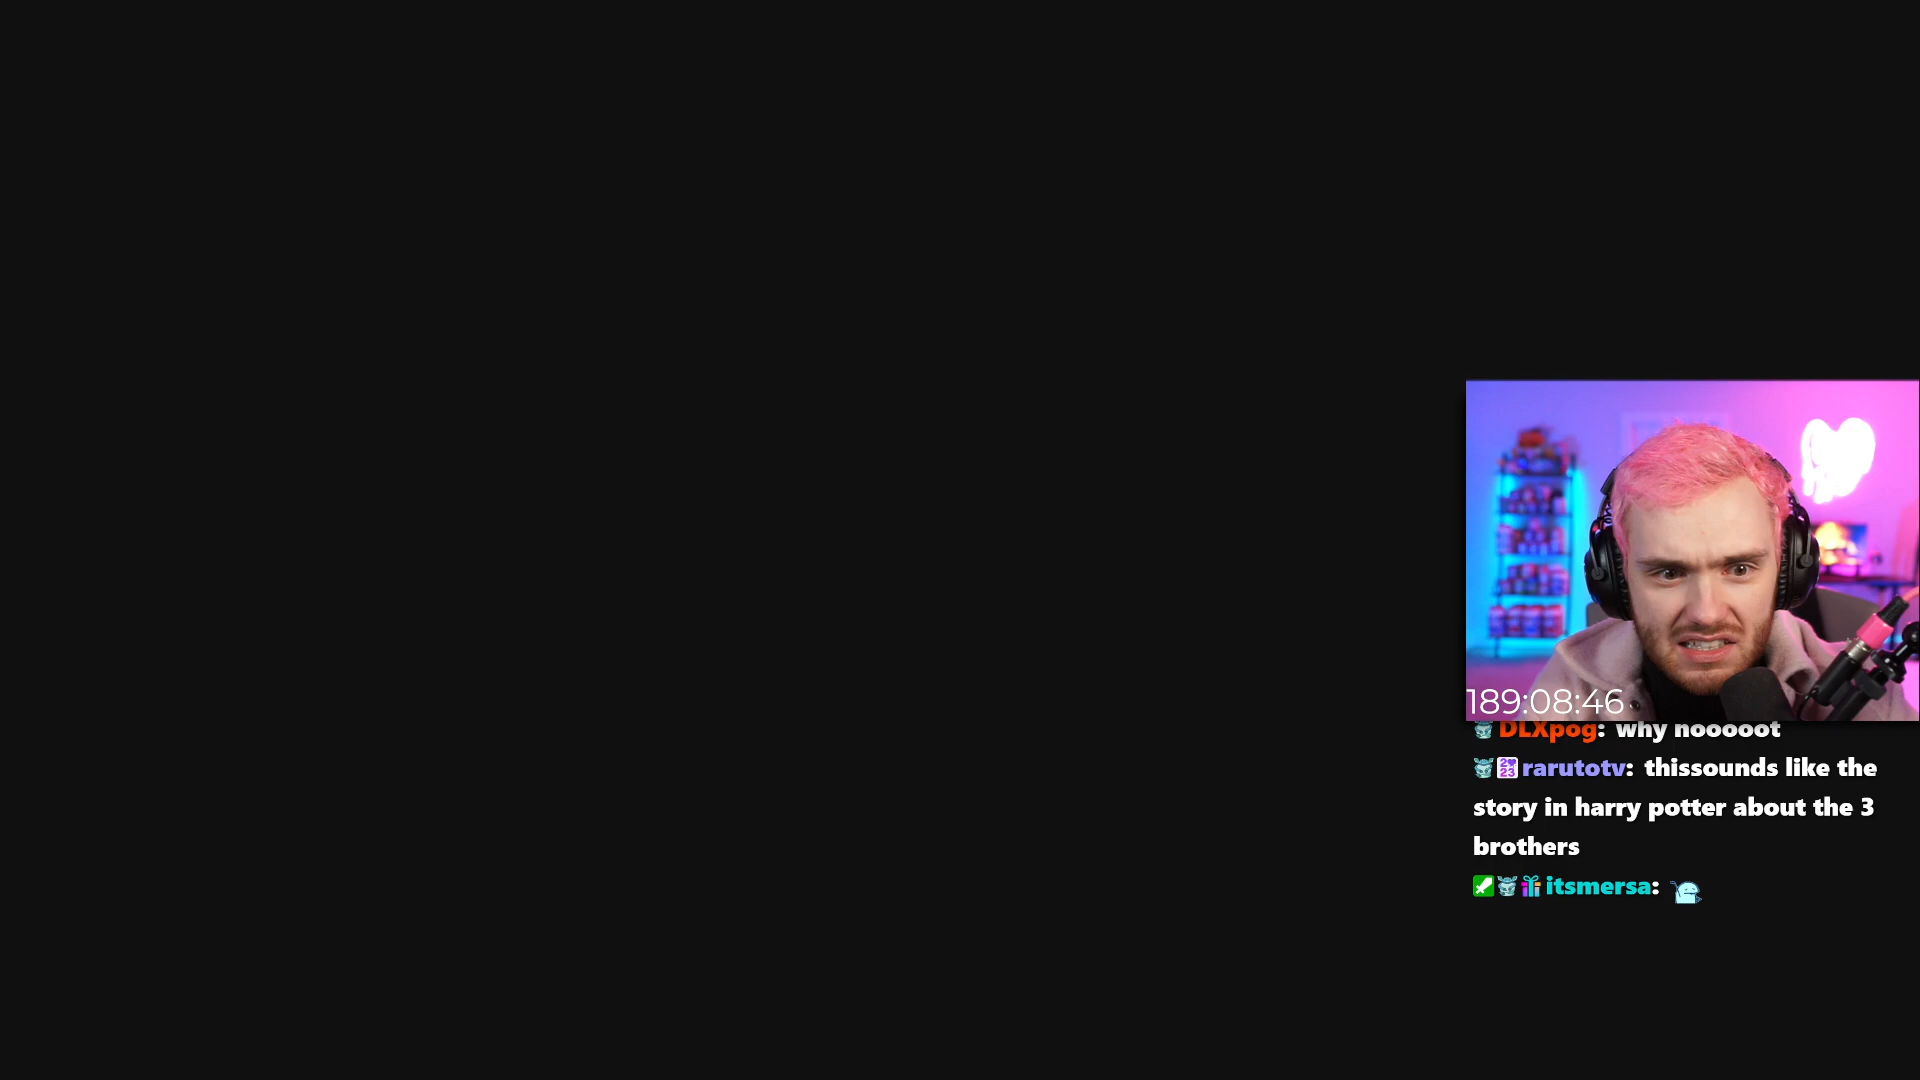 189:08:46
DLXpog: why nooooot
2023 rarutotv: thissounds like the
story in harry potter about the 3
brothers
itsmersa: